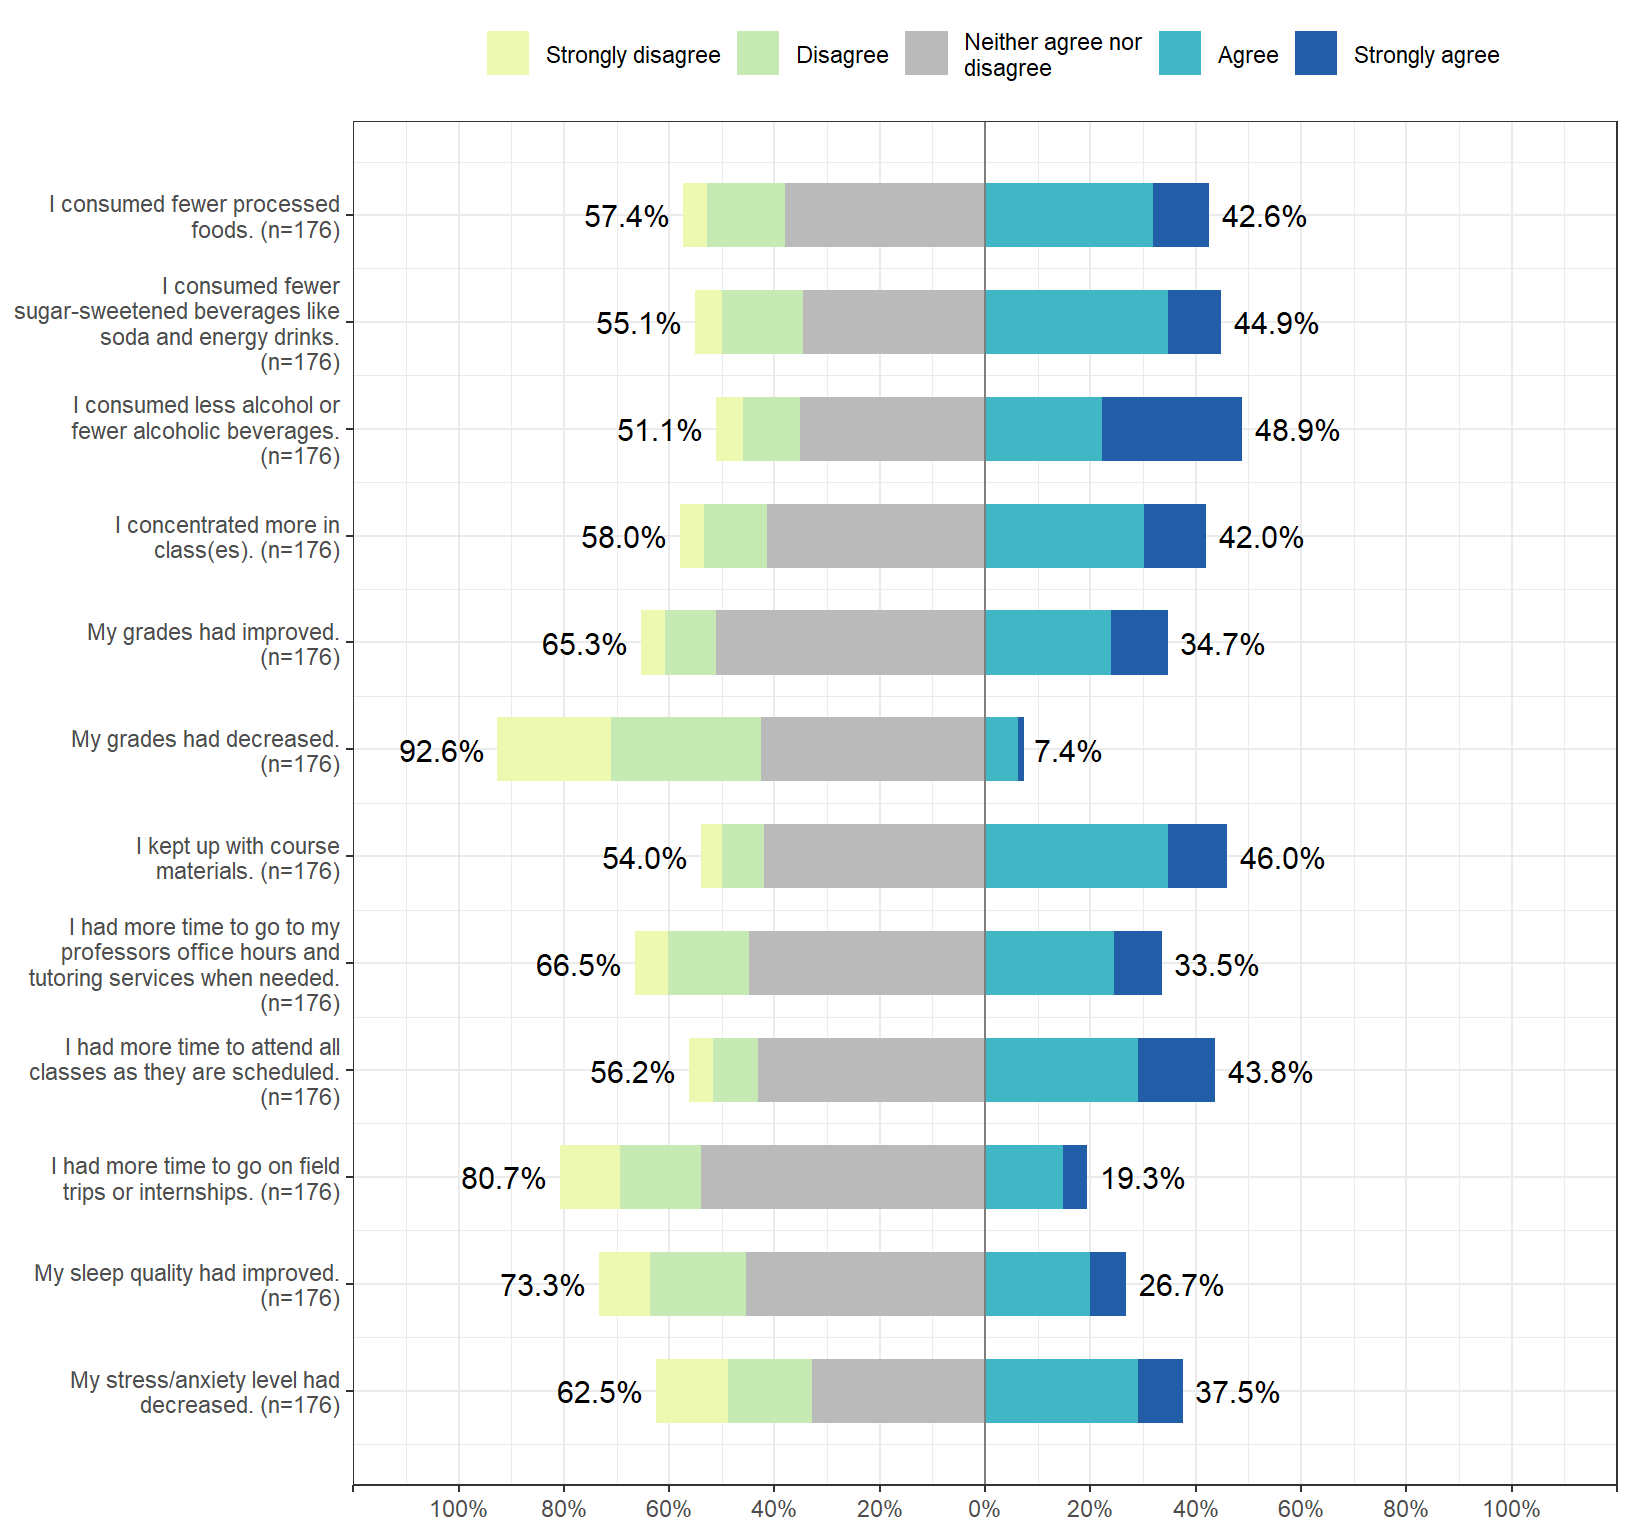 Strongly disagree
Disagree
Neither agree nor
disagree
Agree
Strongly agree
I consumed fewer processed
foods. (n=176)
57.4%
42.6%
I consumed fewer
sugar-sweetened beverages like
soda and energy drinks.
(n=176)
55.1%
44.9%
I consumed less alcohol or
fewer alcoholic beverages.
(n=176)
51.1%
48.9%
I concentrated more in
class(es). (n=176)
58.0%
42.0%
My grades had improved.
(n=176)
65.3%
34.7%
My grades had decreased.
(n=176)
92.6%
7.4%
I kept up with course
materials. (n=176)
54.0%
46.0%
I had more time to go to my
professors office hours and
tutoring services when needed.
(n=176)
66.5%
33.5%
I had more time to attend all
classes as they are scheduled.
(n=176)
56.2%
43.8%
I had more time to go on field
trips or internships. (n=176)
80.7%
19.3%
My sleep quality had improved.
(n=176)
73.3%
26.7%
My stress/anxiety level had
decreased. (n=176)
62.5%
37.5%
100% 80% 60% 40% 20% 0% 20% 40% 60% 80% 100%